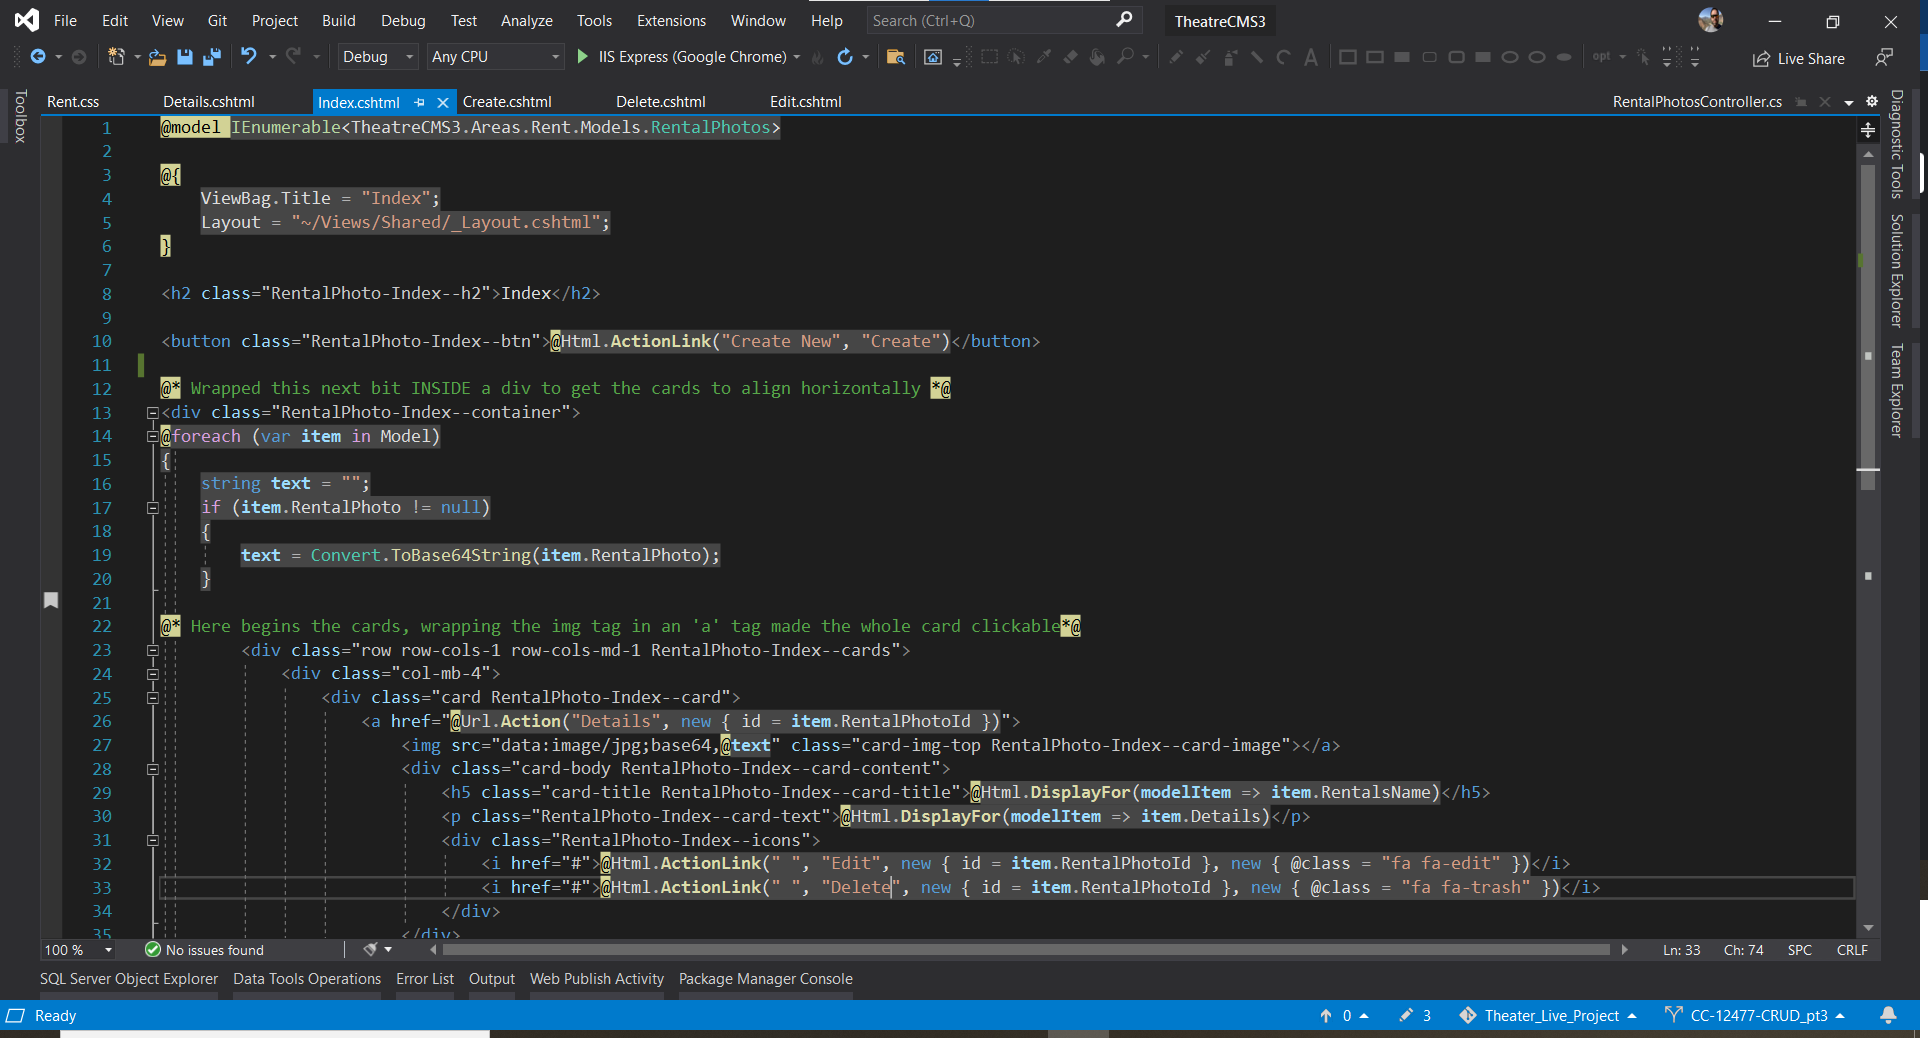 File Edit View Git Project Build Debug Test Analyze Tools Extensions Window Help Search (Ctrl+Q) TheatreCMS3
Debug Any CPU IIS Express (Google Chrome) opt Live Share
Rent.css Details.cshtml Index.cshtml Create.cshtml Delete.cshtml Edit.cshtml RentalPhotosController.cs
Toolbox
Diagnostic Tools
Solution Explorer
Team Explorer
1 @model IEnumerable<TheatreCMS3.Areas.Rent.Models.RentalPhotos>
2
3 @{
4 ViewBag.Title = "Index";
5 Layout = "~/Views/Shared/_Layout.cshtml";
6 }
7
8 <h2 class="RentalPhoto-Index--h2">Index</h2>
9
10 <button class="RentalPhoto-Index--btn">@Html.ActionLink("Create New", "Create")</button>
11
12 @* Wrapped this next bit INSIDE a div to get the cards to align horizontally *@
13 <div class="RentalPhoto-Index--container">
14 @foreach (var item in Model)
15 {
16 string text = "";
17 if (item.RentalPhoto != null)
18 {
19 text = Convert.ToBase64String(item.RentalPhoto);
20 }
21
22 @* Here begins the cards, wrapping the img tag in an 'a' tag made the whole card clickable*@
23 <div class="row row-cols-1 row-cols-md-1 RentalPhoto-Index--cards">
24 <div class="col-mb-4">
25 <div class="card RentalPhoto-Index--card">
26 <a href="@Url.Action("Details", new { id = item.RentalPhotoId })">
27 <img src="data:image/jpg;base64,@text" class="card-img-top RentalPhoto-Index--card-image"></a>
28 <div class="card-body RentalPhoto-Index--card-content">
29 <h5 class="card-title RentalPhoto-Index--card-title">@Html.DisplayFor(modelItem => item.RentalsName)</h5>
30 <p class="RentalPhoto-Index--card-text">@Html.DisplayFor(modelItem => item.Details)</p>
31 <div class="RentalPhoto-Index--icons">
32 <i href="#">@Html.ActionLink(" ", "Edit", new { id = item.RentalPhotoId }, new { @class = "fa fa-edit" })</i>
33 <i href="#">@Html.ActionLink(" ", "Delete", new { id = item.RentalPhotoId }, new { @class = "fa fa-trash" })</i>
34 </div>
35 </div>
100 % No issues found Ln: 33 Ch: 74 SPC CRLF
SQL Server Object Explorer Data Tools Operations Error List Output Web Publish Activity Package Manager Console
Ready 0 3 Theater_Live_Project CC-12477-CRUD_pt3